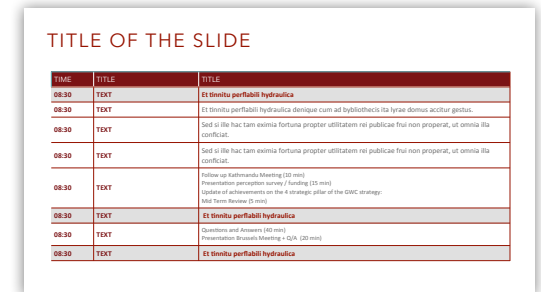 TITLE OF THE SLIDE
TIME TEXT TITLE
08:30 TEXT Et tinnitu perflabili hydraulica
08:30 TEXT Et tinnitu perflabili hydraulica denique cum ad bybliothecis ita lyrae domus accitur gestus.
08:30 TEXT Sed si ille hac tam eximia fortuna propter utilitatem rei publicae frui non properat, ut omnia illa
conficiat.
08:30 TEXT Sed si ille hac tam eximia fortuna propter utilitatem rei publicae frui non properat, ut omnia illa
conficiat.
08:30 TEXT Follow up Kathmandu Meeting (10 min)
Presentation perception survey / funding (15 min)
Update of achievements on the 4 strategic pillar of the GWC strategy:
Mid Term Review (5 min)
08:30 TEXT Et tinnitu perflabili hydraulica
08:30 TEXT Questions and Answers (40 min)
Presentation Brussels Meeting + Q/A (20 min)
08:30 TEXT Et tinnitu perflabili hydraulica